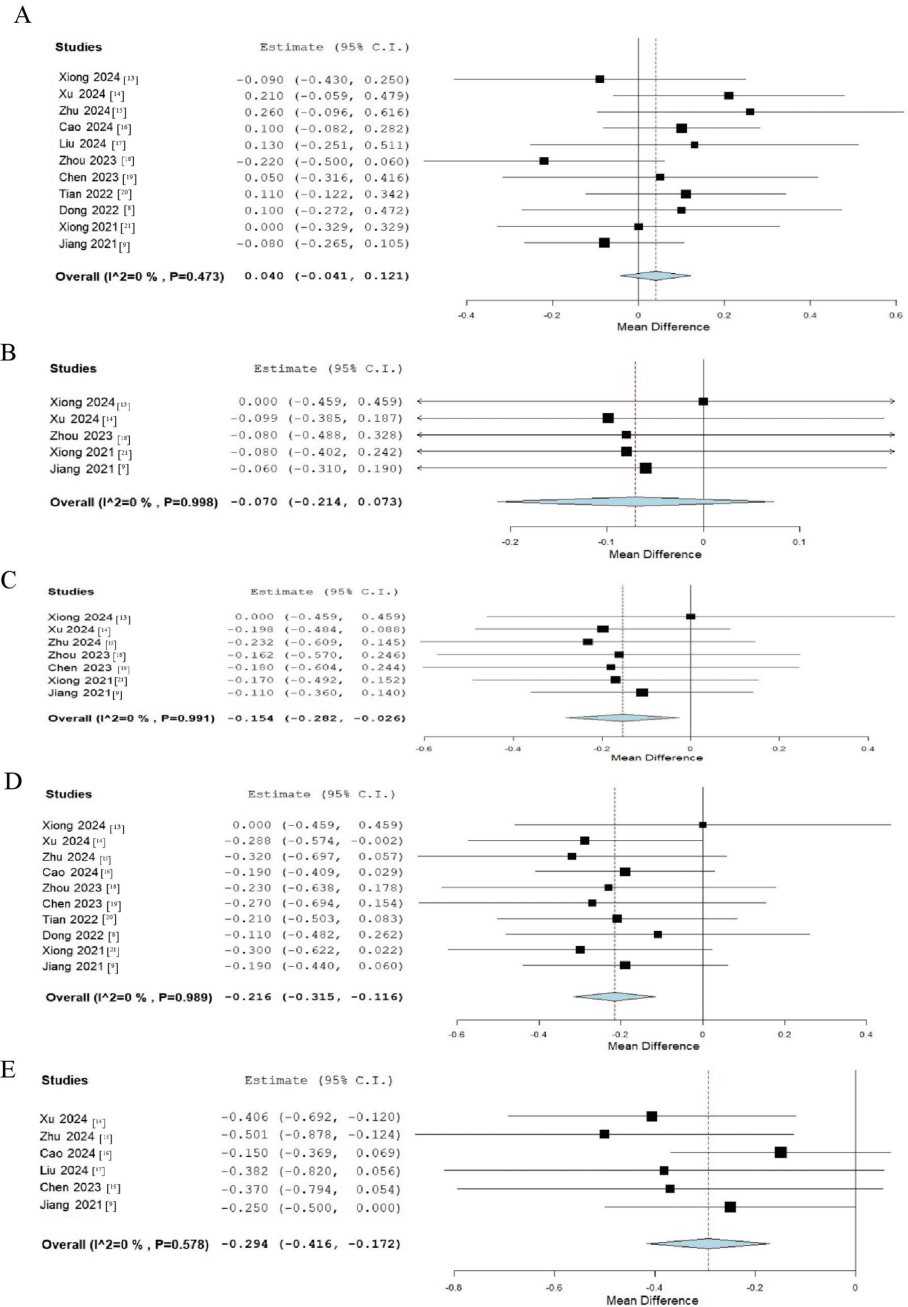 A
Studies Estimate (95% C.I.)
Xiong 2024 [13] -0.090 (-0.430, 0.250)
Xu 2024 [14] 0.210 (-0.059, 0.479)
Zhu 2024 [15] 0.260 (-0.096, 0.616)
Cao 2024 [16] 0.100 (-0.082, 0.282)
Liu 2024 [17] 0.130 (-0.251, 0.511)
Zhou 2023 [18] -0.220 (-0.500, 0.060)
Chen 2023 [19] 0.050 (-0.316, 0.416)
Tian 2022 [20] 0.110 (-0.122, 0.342)
Dong 2022 [8] 0.100 (-0.272, 0.472)
Xiong 2021 [21] 0.000 (-0.329, 0.329)
Jiang 2021 [9] -0.080 (-0.265, 0.105)
Overall (I^2=0 % , P=0.473) 0.040 (-0.041, 0.121)
-0.4 -0.2 0 0.2 0.4 0.6
Mean Difference
B
Studies Estimate (95% C.I.)
Xiong 2024 [13] 0.000 (-0.459, 0.459)
Xu 2024 [14] -0.099 (-0.385, 0.187)
Zhou 2023 [18] -0.080 (-0.488, 0.328)
Xiong 2021 [21] -0.080 (-0.402, 0.242)
Jiang 2021 [9] -0.060 (-0.310, 0.190)
Overall (I^2=0 % , P=0.998) -0.070 (-0.214, 0.073)
-0.2 -0.1 0 0.1
Mean Difference
C
Studies Estimate (95% C.I.)
Xiong 2024 [13] 0.000 (-0.459, 0.459)
Xu 2024 [14] -0.198 (-0.484, 0.088)
Zhu 2024 [15] -0.232 (-0.609, 0.145)
Zhou 2023 [18] -0.162 (-0.570, 0.246)
Chen 2023 [19] -0.180 (-0.604, 0.244)
Xiong 2021 [21] -0.170 (-0.492, 0.152)
Jiang 2021 [9] -0.110 (-0.360, 0.140)
Overall (I^2=0 % , P=0.991) -0.154 (-0.282, -0.026)
-0.6 -0.4 -0.2 0 0.2 0.4
Mean Difference
D
Studies Estimate (95% C.I.)
Xiong 2024 [13] 0.000 (-0.459, 0.459)
Xu 2024 [14] -0.288 (-0.574, -0.002)
Zhu 2024 [15] -0.320 (-0.697, 0.057)
Cao 2024 [16] -0.190 (-0.409, 0.029)
Zhou 2023 [18] -0.230 (-0.638, 0.178)
Chen 2023 [19] -0.270 (-0.694, 0.154)
Tian 2022 [20] -0.210 (-0.503, 0.083)
Dong 2022 [8] -0.110 (-0.482, 0.262)
Xiong 2021 [21] -0.300 (-0.622, 0.022)
Jiang 2021 [9] -0.190 (-0.440, 0.060)
Overall (I^2=0 % , P=0.989) -0.216 (-0.315, -0.116)
-0.6 -0.4 -0.2 0 0.2 0.4
Mean Difference
E
Studies Estimate (95% C.I.)
Xu 2024 [14] -0.406 (-0.692, -0.120)
Zhu 2024 [15] -0.501 (-0.878, -0.124)
Cao 2024 [16] -0.150 (-0.369, 0.069)
Liu 2024 [17] -0.382 (-0.820, 0.056)
Chen 2023 [19] -0.370 (-0.794, 0.054)
Jiang 2021 [9] -0.250 (-0.500, 0.000)
Overall (I^2=0 % , P=0.578) -0.294 (-0.416, -0.172)
-0.8 -0.6 -0.4 -0.2 0
Mean Difference